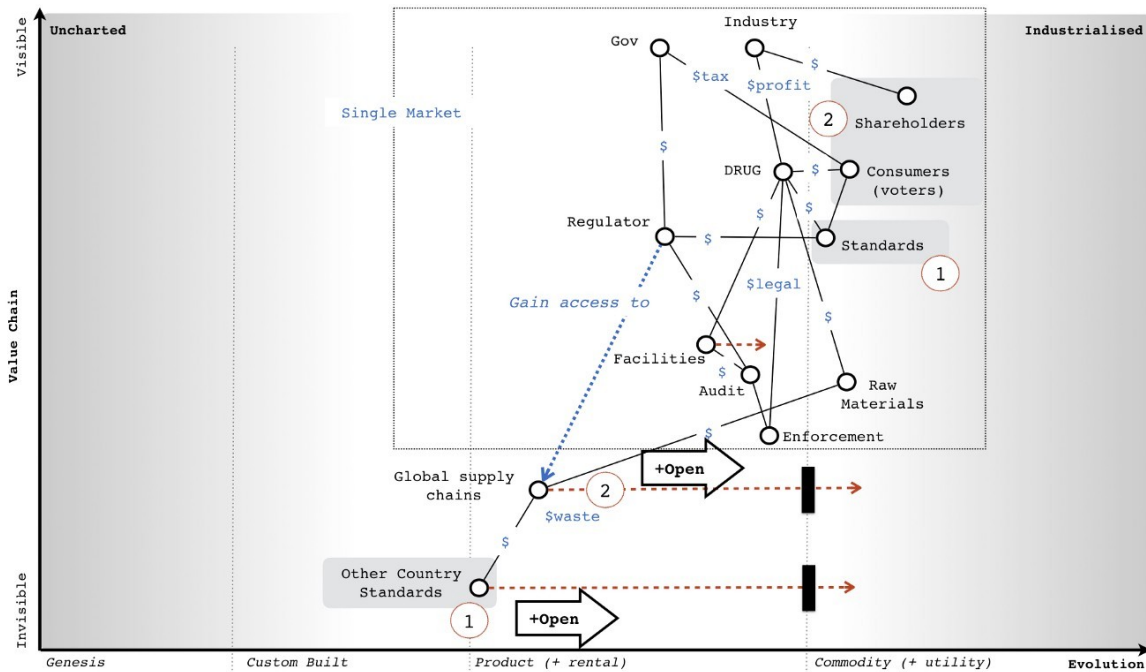 Uncharted
Industry
Industrialised
Gov
$
$tax
$profit
Single Market
2
Shareholders
$
DRUG
$
Consumers
(voters)
$
$
Regulator
$
Standards
1
$legal
Gain access to
$
$
Facilities
$
Audit
Raw
Materials
$
Enforcement
+Open
Global supply
chains
2
$waste
$
Other Country
Standards
1
+Open
Visible
Value Chain
Invisible
Genesis
Custom Built
Product (+ rental)
Commodity (+ utility)
Evolution